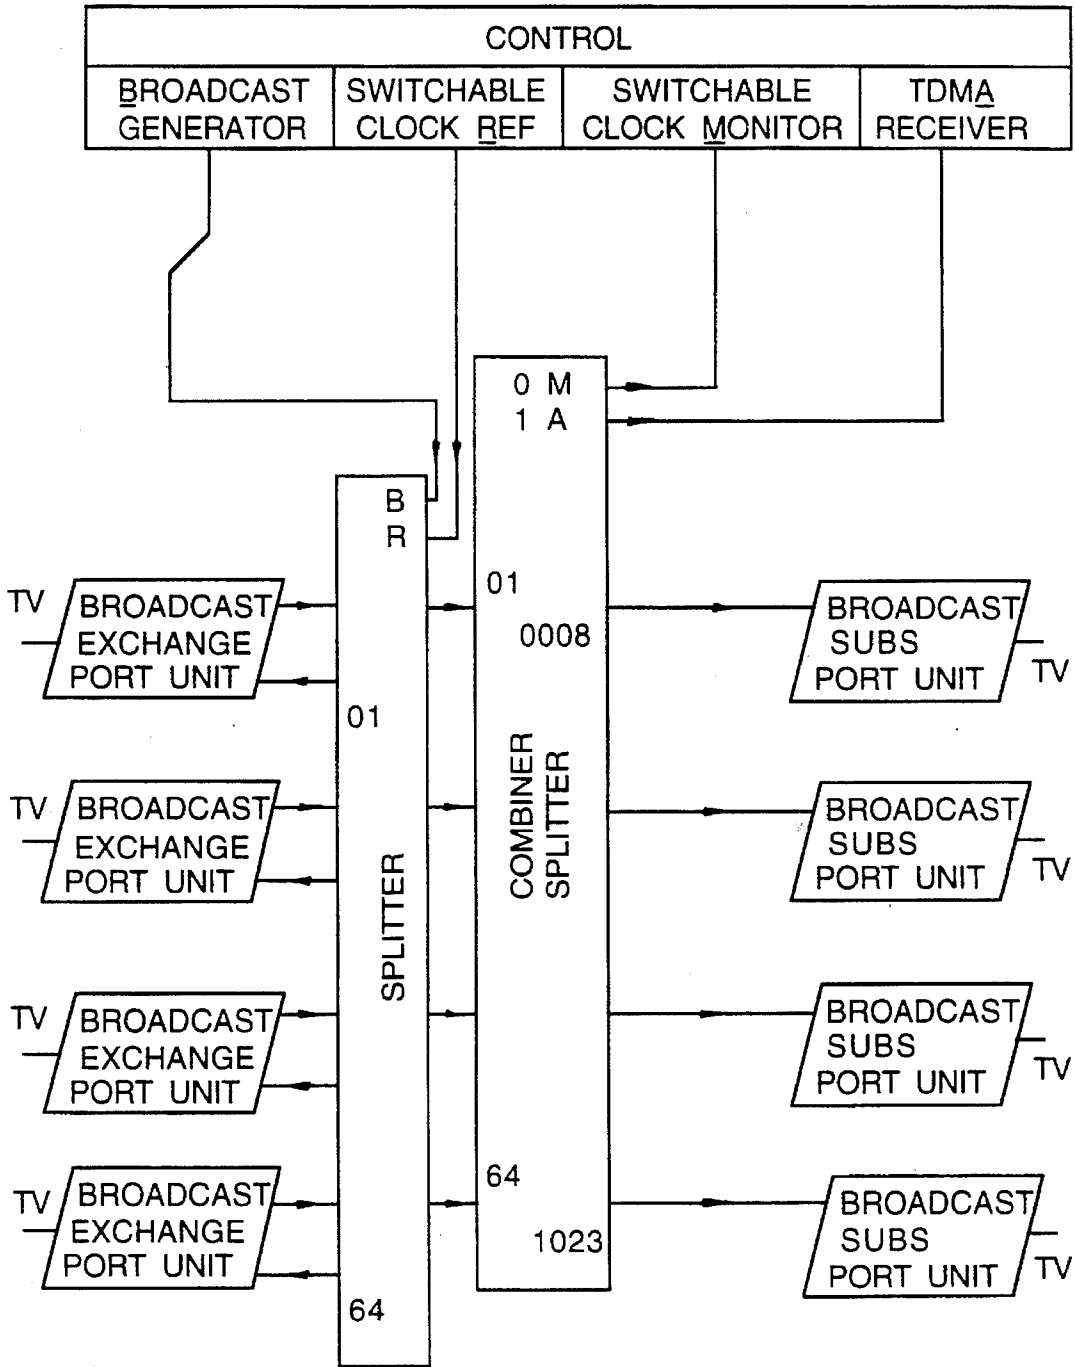 CONTROL
BROADCAST GENERATOR
SWITCHABLE CLOCK REF
SWITCHABLE CLOCK MONITOR
TDMA RECEIVER
0 M
1 A
B
R
01
0008
COMBINER
SPLITTER
64
1023
01
SPLITTER
64
TV
BROADCAST
EXCHANGE
PORT UNIT
BROADCAST
SUBS
PORT UNIT
TV
TV
BROADCAST
EXCHANGE
PORT UNIT
BROADCAST
SUBS
PORT UNIT
TV
TV
BROADCAST
EXCHANGE
PORT UNIT
BROADCAST
SUBS
PORT UNIT
TV
TV
BROADCAST
EXCHANGE
PORT UNIT
BROADCAST
SUBS
PORT UNIT
TV